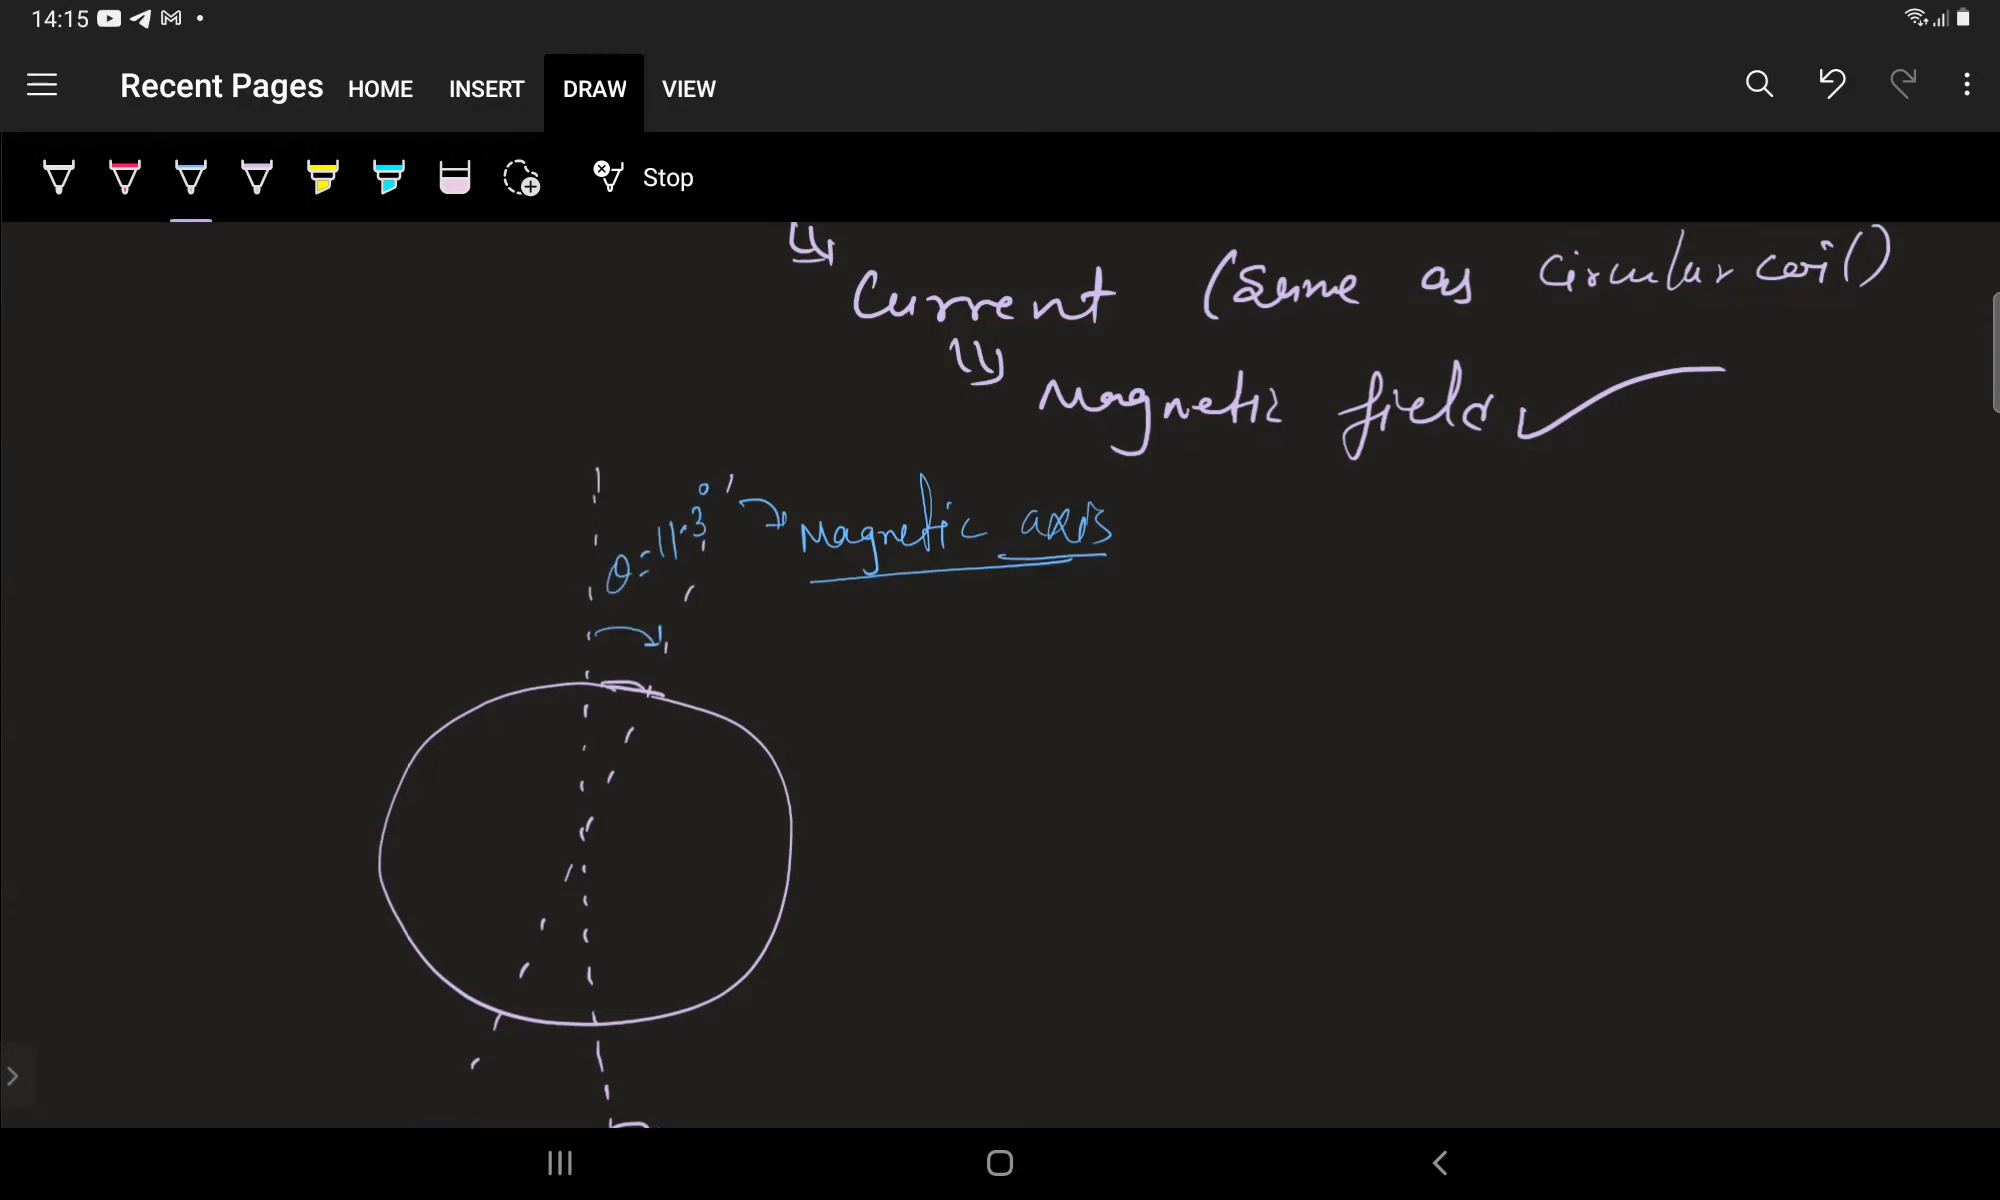 14:15
Recent Pages HOME INSERT DRAW VIEW
Stop
Current (Same as Circular coil)
Magnetic field
θ=11.3° Magnetic axis